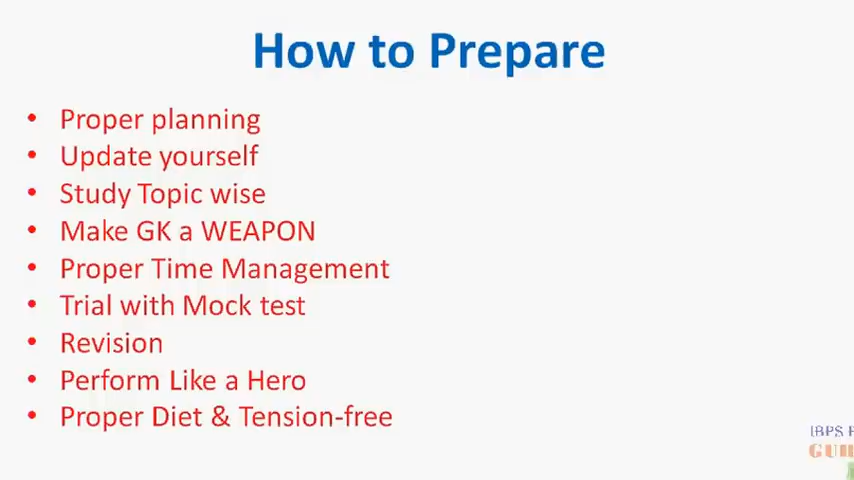 How to Prepare
• Proper planning
• Update yourself
• Study Topic wise
• Make GK a WEAPON
• Proper Time Management
• Trial with Mock test
• Revision
• Perform Like a Hero
• Proper Diet & Tension-free
IBPS